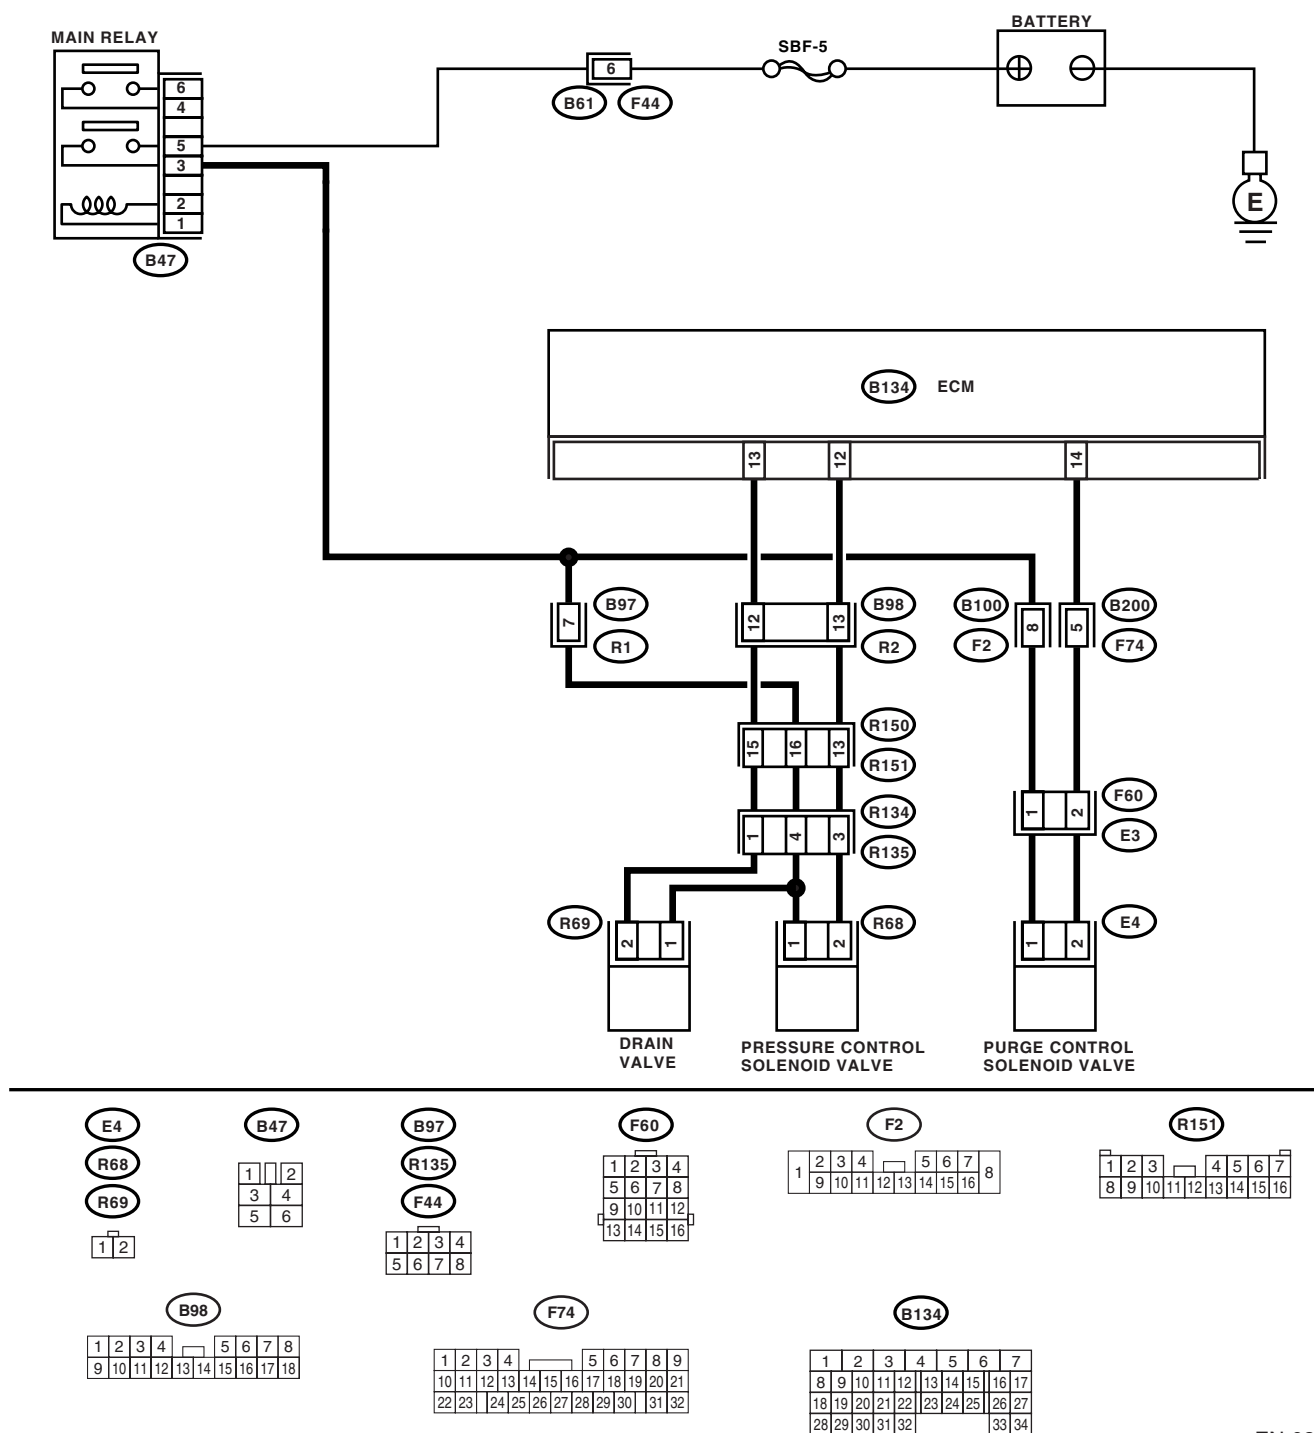 BATTERY
MAIN RELAY
SBF-5
6
6
4
B61 F44
5
3
2
1
E
B47
B134 ECM
13 12 14
B97 B98 B100 B200
7 12 13 8 5
R1 R2 F2 F74
R150
15 16 13
R151
F60
R134
1 4 3 1 2
E3
R135
R69 R68 E4
2 1 1 2 1 2
DRAIN
VALVE
PRESSURE CONTROL
SOLENOID VALVE
PURGE CONTROL
SOLENOID VALVE
E4
R68
R69
1 2
B47
1 2
3 4
5 6
B97
R135
F44
1 2 3 4
5 6 7 8
F60
1 2 3 4
5 6 7 8
9 10 11 12
13 14 15 16
F2
1 2 3 4 5 6 7 8
9 10 11 12 13 14 15 16
R151
1 2 3 4 5 6 7
8 9 10 11 12 13 14 15 16
B98
1 2 3 4 5 6 7 8
9 10 11 12 13 14 15 16 17 18
F74
1 2 3 4 5 6 7 8 9
10 11 12 13 14 15 16 17 18 19 20 21
22 23 24 25 26 27 28 29 30 31 32
B134
1 2 3 4 5 6 7
8 9 10 11 12 13 14 15 16 17
18 19 20 21 22 23 24 25 26 27
28 29 30 31 32 33 34